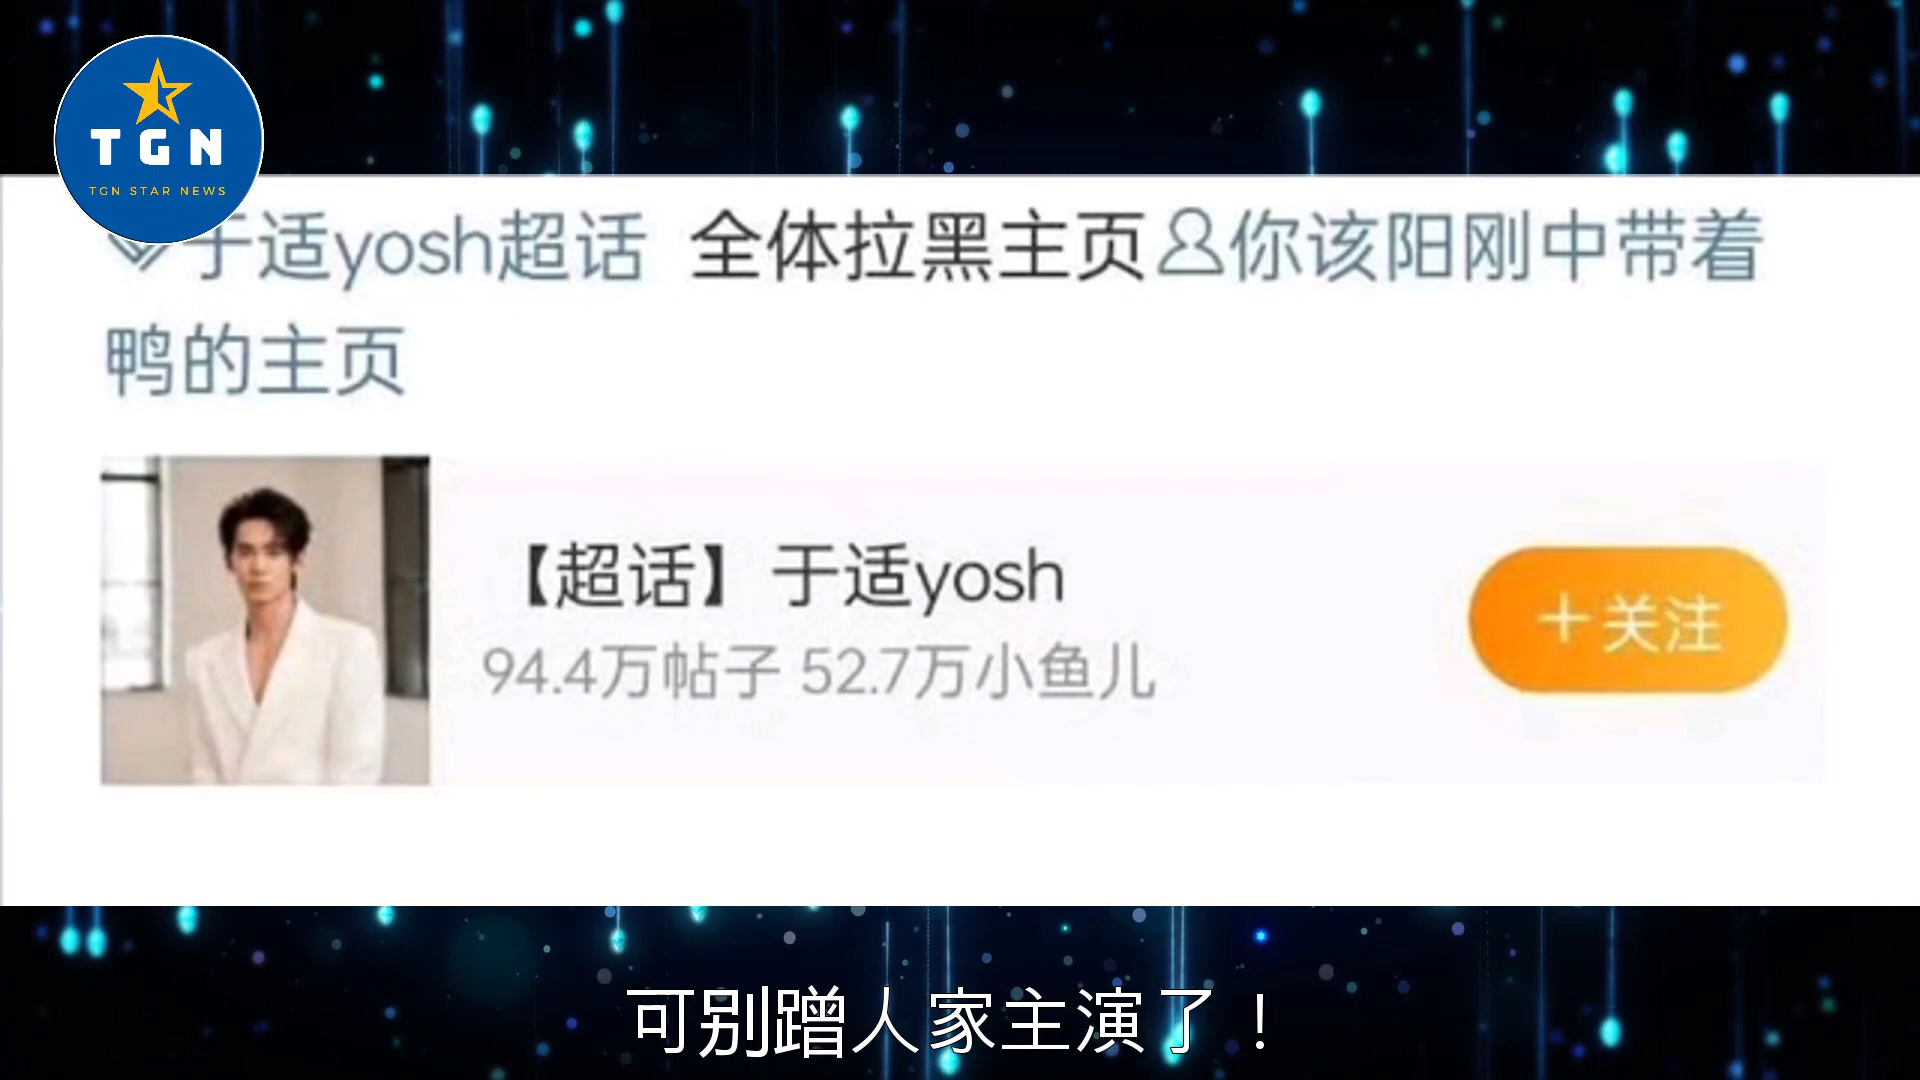 TGN
TGN STAR NEWS
于适yosh超话 全体拉黑主页你该阳刚中带着
鸭的主页
【超话】于适yosh
94.4万帖子 52.7万小鱼儿
+关注
可别蹭人家主演了！